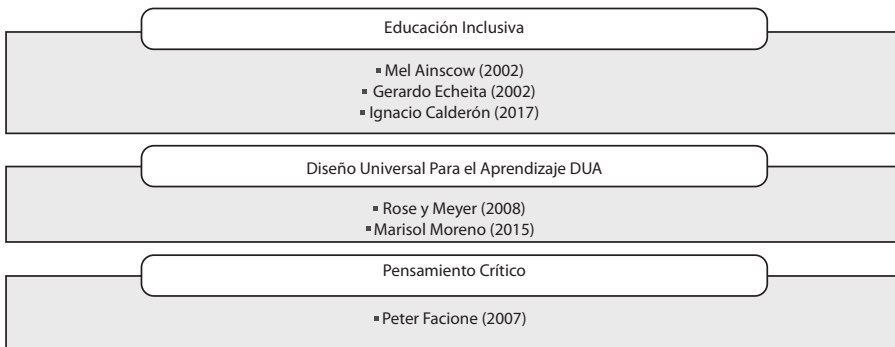 Educación Inclusiva
▪ Mel Ainscow (2002)
▪ Gerardo Echeita (2002)
▪ Ignacio Calderón (2017)
Diseño Universal Para el Aprendizaje DUA
▪ Rose y Meyer (2008)
▪ Marisol Moreno (2015)
Pensamiento Crítico
▪ Peter Facione (2007)